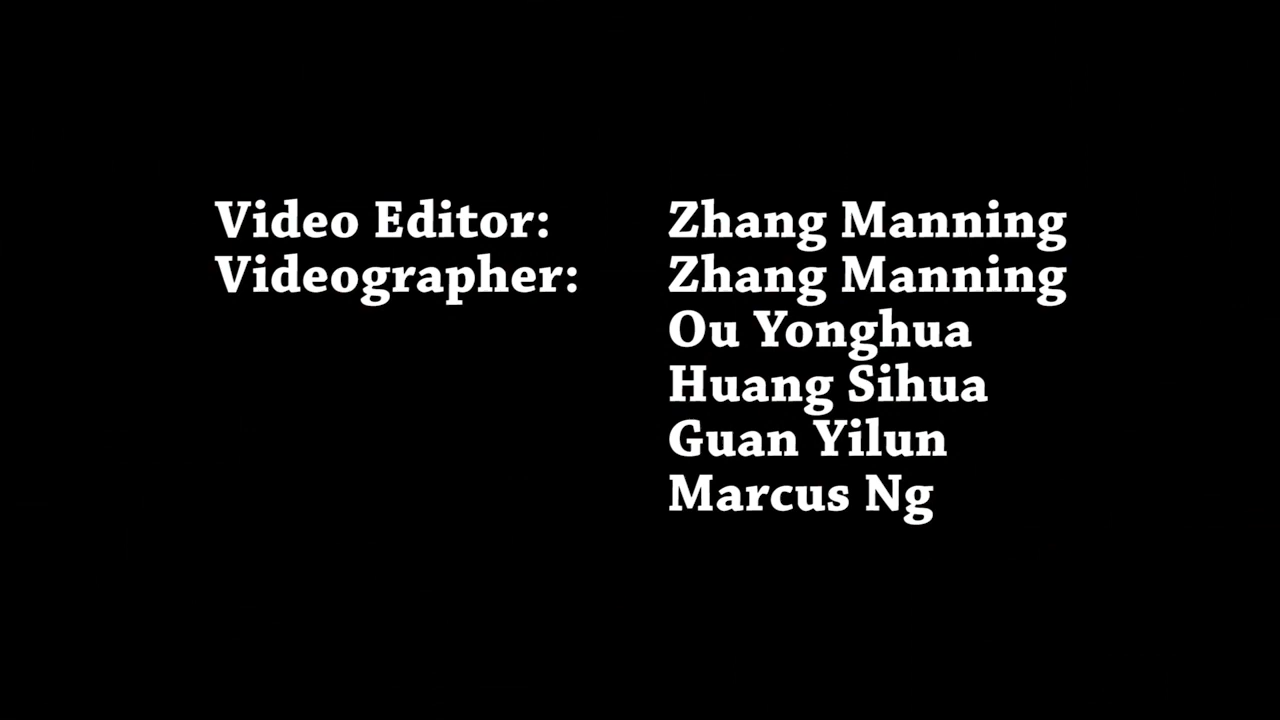 Video Editor: Zhang Manning
Videographer: Zhang Manning
Ou Yonghua
Huang Sihua
Guan Yilun
Marcus Ng